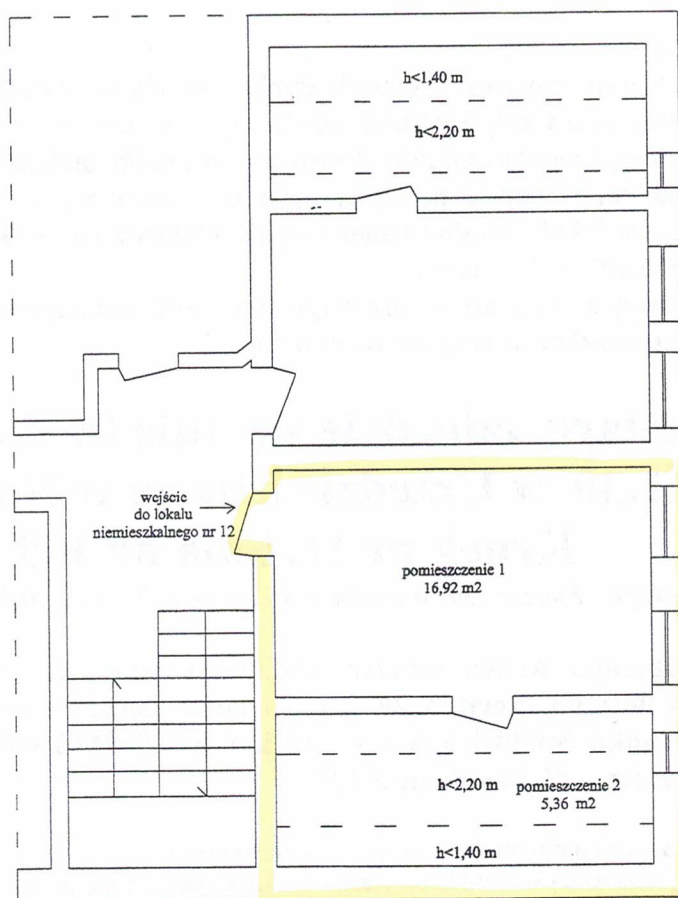 h<1,40 m
h<2,20 m
wejście
do lokalu
niemieszkalnego nr 12
pomieszczenie 1
16,92 m2
h<2,20 m
pomieszczenie 2
5,36 m2
h<1,40 m